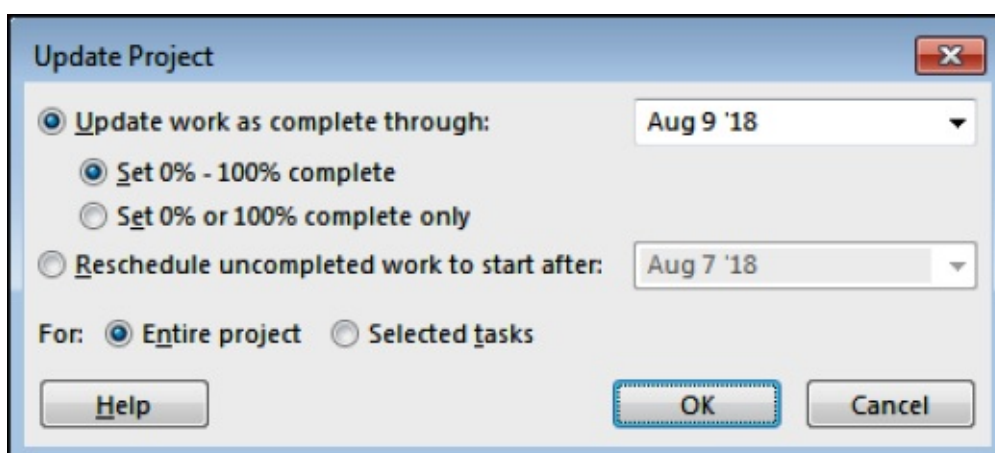 Update Project
Update work as complete through: Aug 9 '18
Set 0% - 100% complete
Set 0% or 100% complete only
Reschedule uncompleted work to start after: Aug 7 '18
For: Entire project Selected tasks
Help OK Cancel